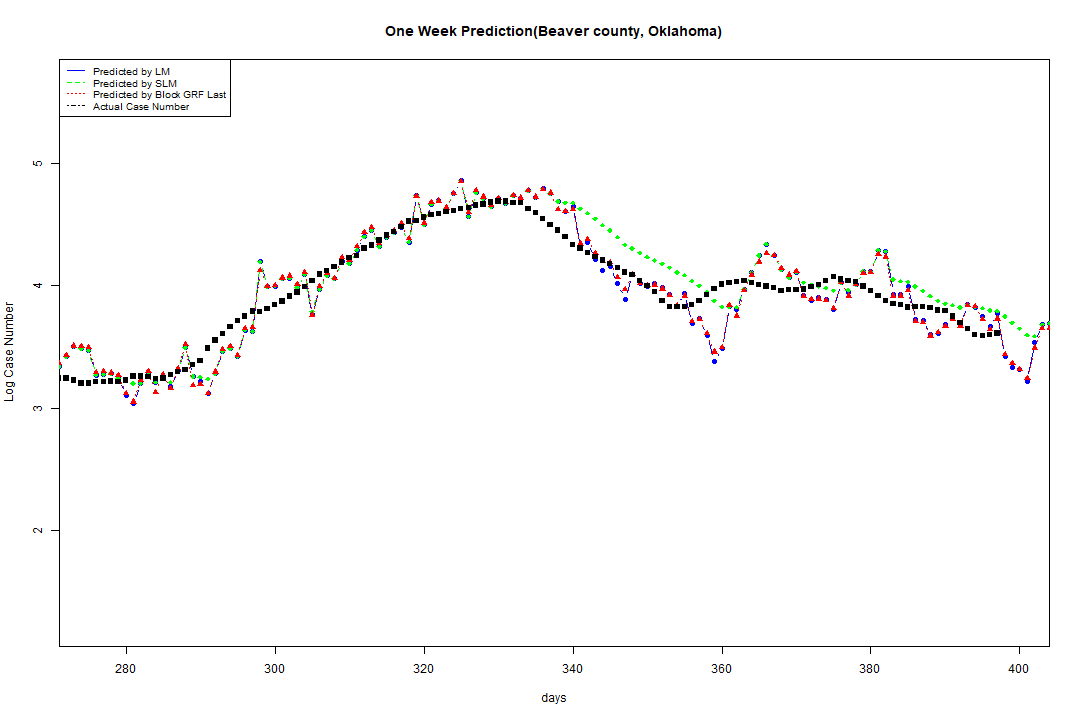 One Week Prediction(Beaver county, Oklahoma)
Predicted by LM
Predicted by SLM
Predicted by Block GRF Last
Actual Case Number
Log Case Number
5
4
3
2
280 300 320 340 360 380 400
days